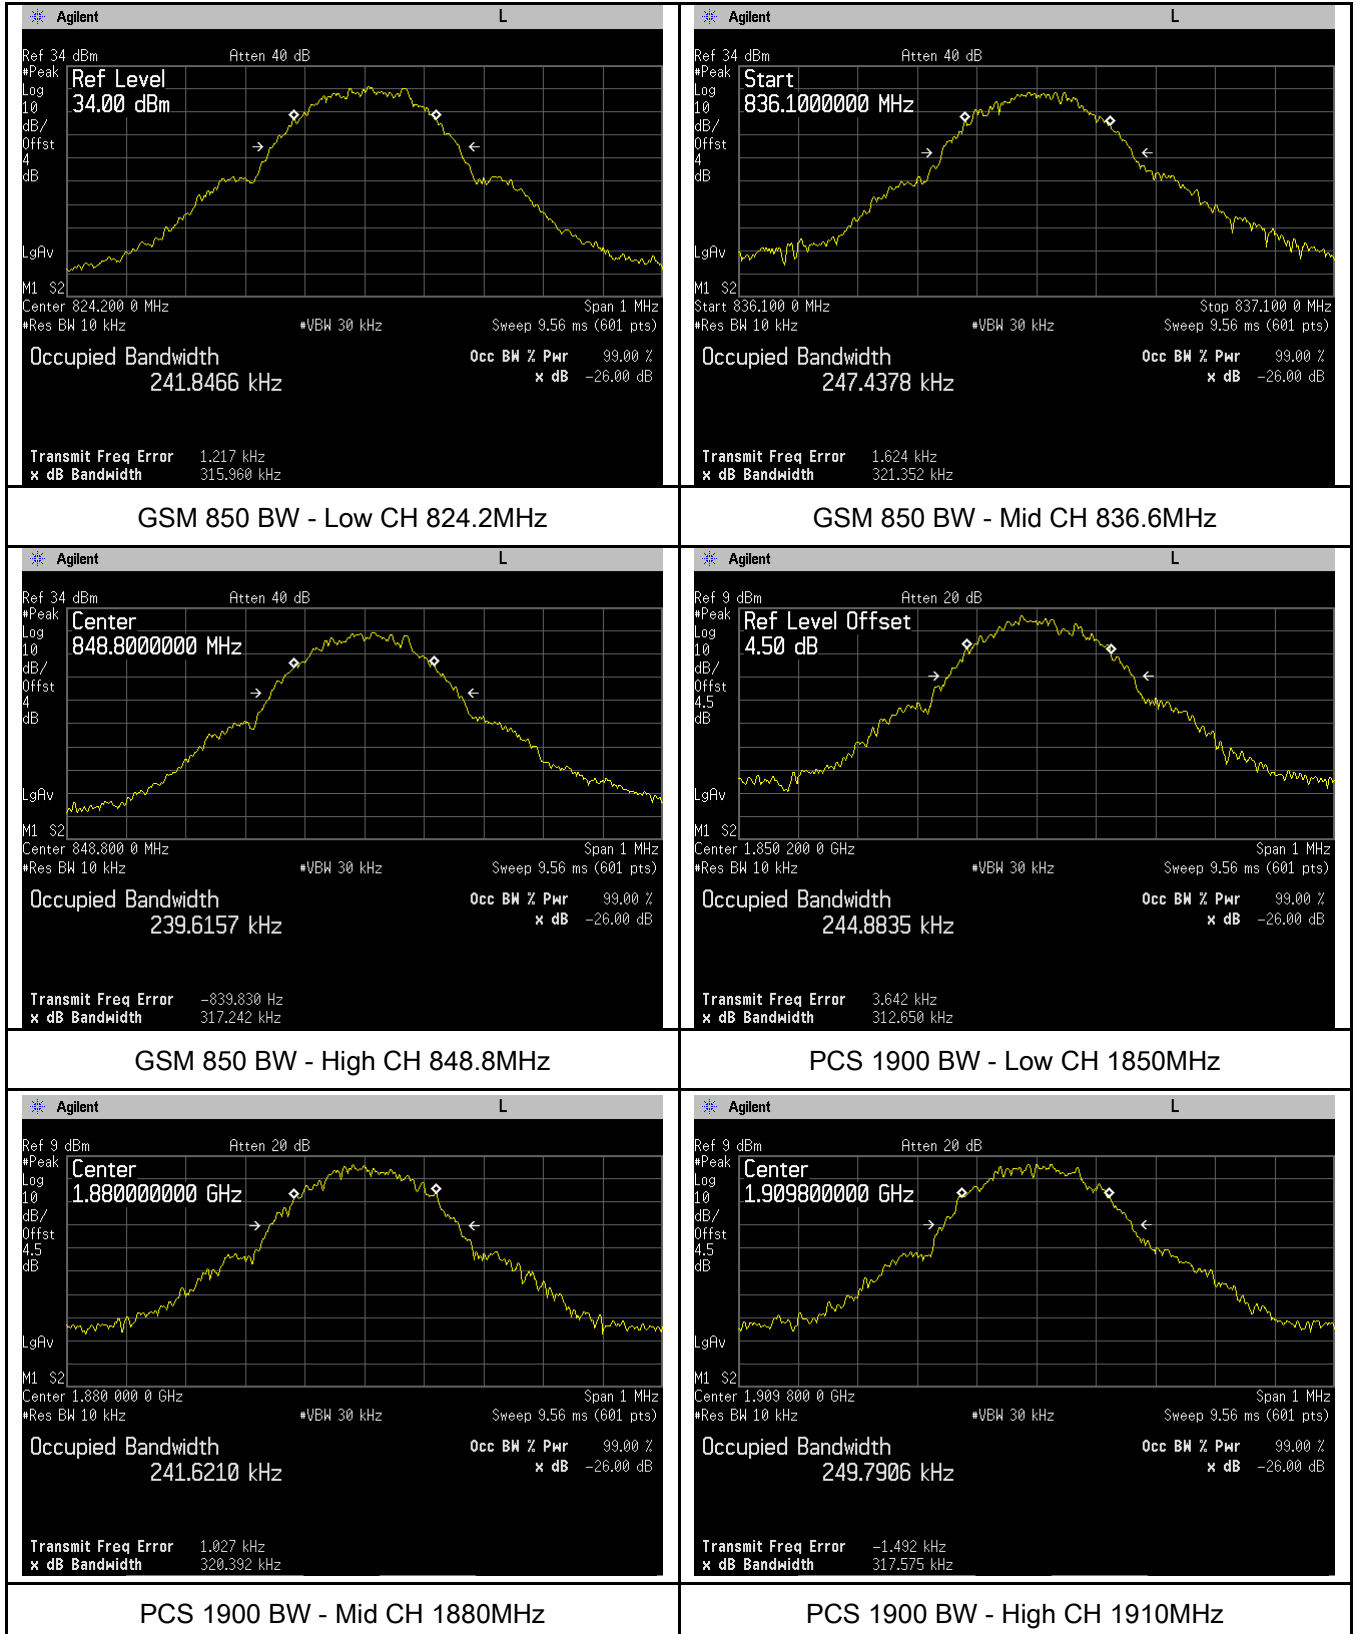 Agilent L
Ref 34 dBm Atten 40 dB
#Peak
Log
10
dB/
Offst
4
dB
Ref Level
34.00 dBm
LgAv
M1 S2
Center 824.200 0 MHz Span 1 MHz
#Res BW 10 kHz #VBW 30 kHz Sweep 9.56 ms (601 pts)
Occupied Bandwidth Occ BW % Pwr 99.00 %
241.8466 kHz x dB -26.00 dB
Transmit Freq Error 1.217 kHz
x dB Bandwidth 315.960 kHz
GSM 850 BW - Low CH 824.2MHz
Agilent L
Ref 34 dBm Atten 40 dB
#Peak
Log
10
dB/
Offst
4
dB
Start
836.1000000 MHz
LgAv
M1 S2
Start 836.100 0 MHz Stop 837.100 0 MHz
#Res BW 10 kHz #VBW 30 kHz Sweep 9.56 ms (601 pts)
Occupied Bandwidth Occ BW % Pwr 99.00 %
247.4378 kHz x dB -26.00 dB
Transmit Freq Error 1.624 kHz
x dB Bandwidth 321.352 kHz
GSM 850 BW - Mid CH 836.6MHz
Agilent L
Ref 34 dBm Atten 40 dB
#Peak
Log
10
dB/
Offst
4
dB
Center
848.8000000 MHz
LgAv
M1 S2
Center 848.800 0 MHz Span 1 MHz
#Res BW 10 kHz #VBW 30 kHz Sweep 9.56 ms (601 pts)
Occupied Bandwidth Occ BW % Pwr 99.00 %
239.6157 kHz x dB -26.00 dB
Transmit Freq Error -839.830 Hz
x dB Bandwidth 317.242 kHz
GSM 850 BW - High CH 848.8MHz
Agilent L
Ref 9 dBm Atten 20 dB
#Peak
Log
10
dB/
Offst
4.5
dB
Ref Level Offset
4.50 dB
LgAv
M1 S2
Center 1.850 200 0 GHz Span 1 MHz
#Res BW 10 kHz #VBW 30 kHz Sweep 9.56 ms (601 pts)
Occupied Bandwidth Occ BW % Pwr 99.00 %
244.8835 kHz x dB -26.00 dB
Transmit Freq Error 3.642 kHz
x dB Bandwidth 312.650 kHz
PCS 1900 BW - Low CH 1850MHz
Agilent L
Ref 9 dBm Atten 20 dB
#Peak
Log
10
dB/
Offst
4.5
dB
Center
1.880000000 GHz
LgAv
M1 S2
Center 1.880 000 0 GHz Span 1 MHz
#Res BW 10 kHz #VBW 30 kHz Sweep 9.56 ms (601 pts)
Occupied Bandwidth Occ BW % Pwr 99.00 %
241.6210 kHz x dB -26.00 dB
Transmit Freq Error 1.027 kHz
x dB Bandwidth 320.392 kHz
PCS 1900 BW - Mid CH 1880MHz
Agilent L
Ref 9 dBm Atten 20 dB
#Peak
Log
10
dB/
Offst
4.5
dB
Center
1.909800000 GHz
LgAv
M1 S2
Center 1.909 800 0 GHz Span 1 MHz
#Res BW 10 kHz #VBW 30 kHz Sweep 9.56 ms (601 pts)
Occupied Bandwidth Occ BW % Pwr 99.00 %
249.7906 kHz x dB -26.00 dB
Transmit Freq Error -1.492 kHz
x dB Bandwidth 317.575 kHz
PCS 1900 BW - High CH 1910MHz